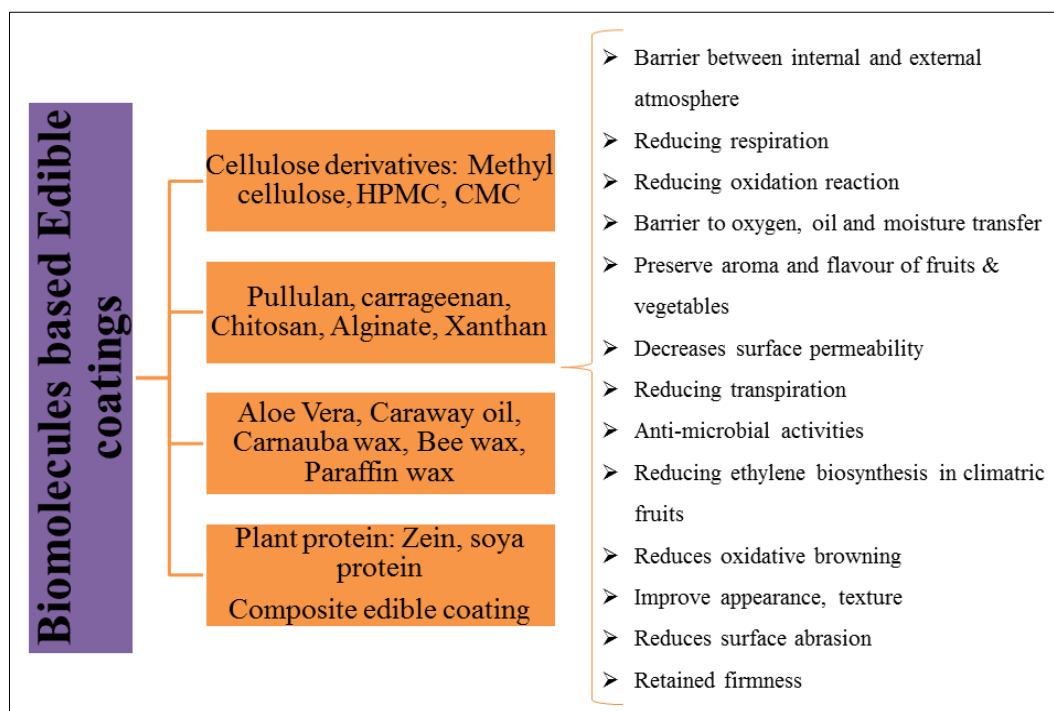 Biomolecules based Edible
coatings
Cellulose derivatives: Methyl
cellulose, HPMC, CMC
Pullulan, carrageenan,
Chitosan, Alginate, Xanthan
Aloe Vera, Caraway oil,
Carnauba wax, Bee wax,
Paraffin wax
Plant protein: Zein, soya
protein
Composite edible coating
➢ Barrier between internal and external
atmosphere
➢ Reducing respiration
➢ Reducing oxidation reaction
➢ Barrier to oxygen, oil and moisture transfer
➢ Preserve aroma and flavour of fruits &
vegetables
➢ Decreases surface permeability
➢ Reducing transpiration
➢ Anti-microbial activities
➢ Reducing ethylene biosynthesis in climatric
fruits
➢ Reduces oxidative browning
➢ Improve appearance, texture
➢ Reduces surface abrasion
➢ Retained firmness